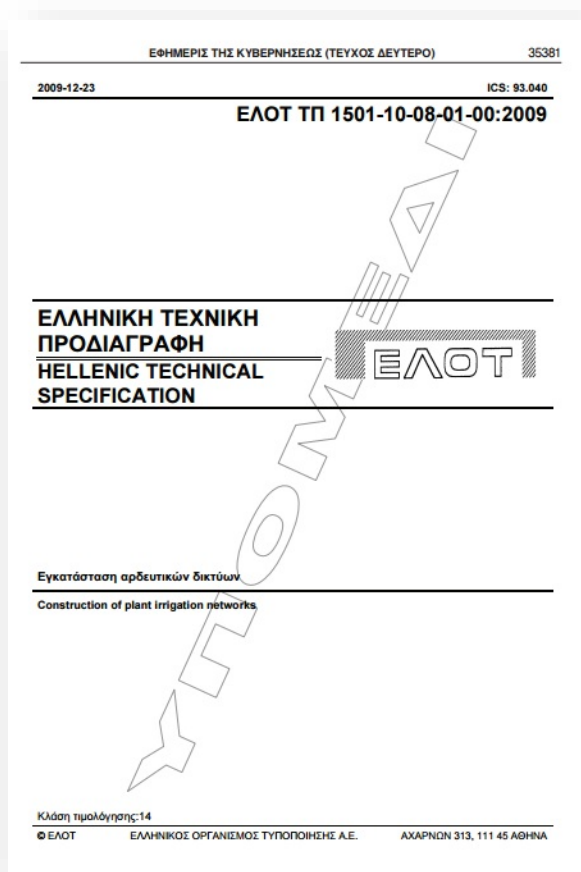 ΕΦΗΜΕΡΙΣ ΤΗΣ ΚΥΒΕΡΝΗΣΕΩΣ (ΤΕΥΧΟΣ ΔΕΥΤΕΡΟ) 35381
2009-12-23 ICS: 93.040
ΕΛΟΤ ΤΠ 1501-10-08-01-00:2009
ΕΛΛΗΝΙΚΗ ΤΕΧΝΙΚΗ
ΠΡΟΔΙΑΓΡΑΦΗ
HELLENIC TECHNICAL
SPECIFICATION
ΕΛΟΤ
ΥΠΟΜΕΔΙ
Εγκατάσταση αρδευτικών δικτύων
Construction of plant irrigation networks
Κλάση τιμολόγησης:14
© ΕΛΟΤ ΕΛΛΗΝΙΚΟΣ ΟΡΓΑΝΙΣΜΟΣ ΤΥΠΟΠΟΙΗΣΗΣ Α.Ε. ΑΧΑΡΝΩΝ 313, 111 45 ΑΘΗΝΑ